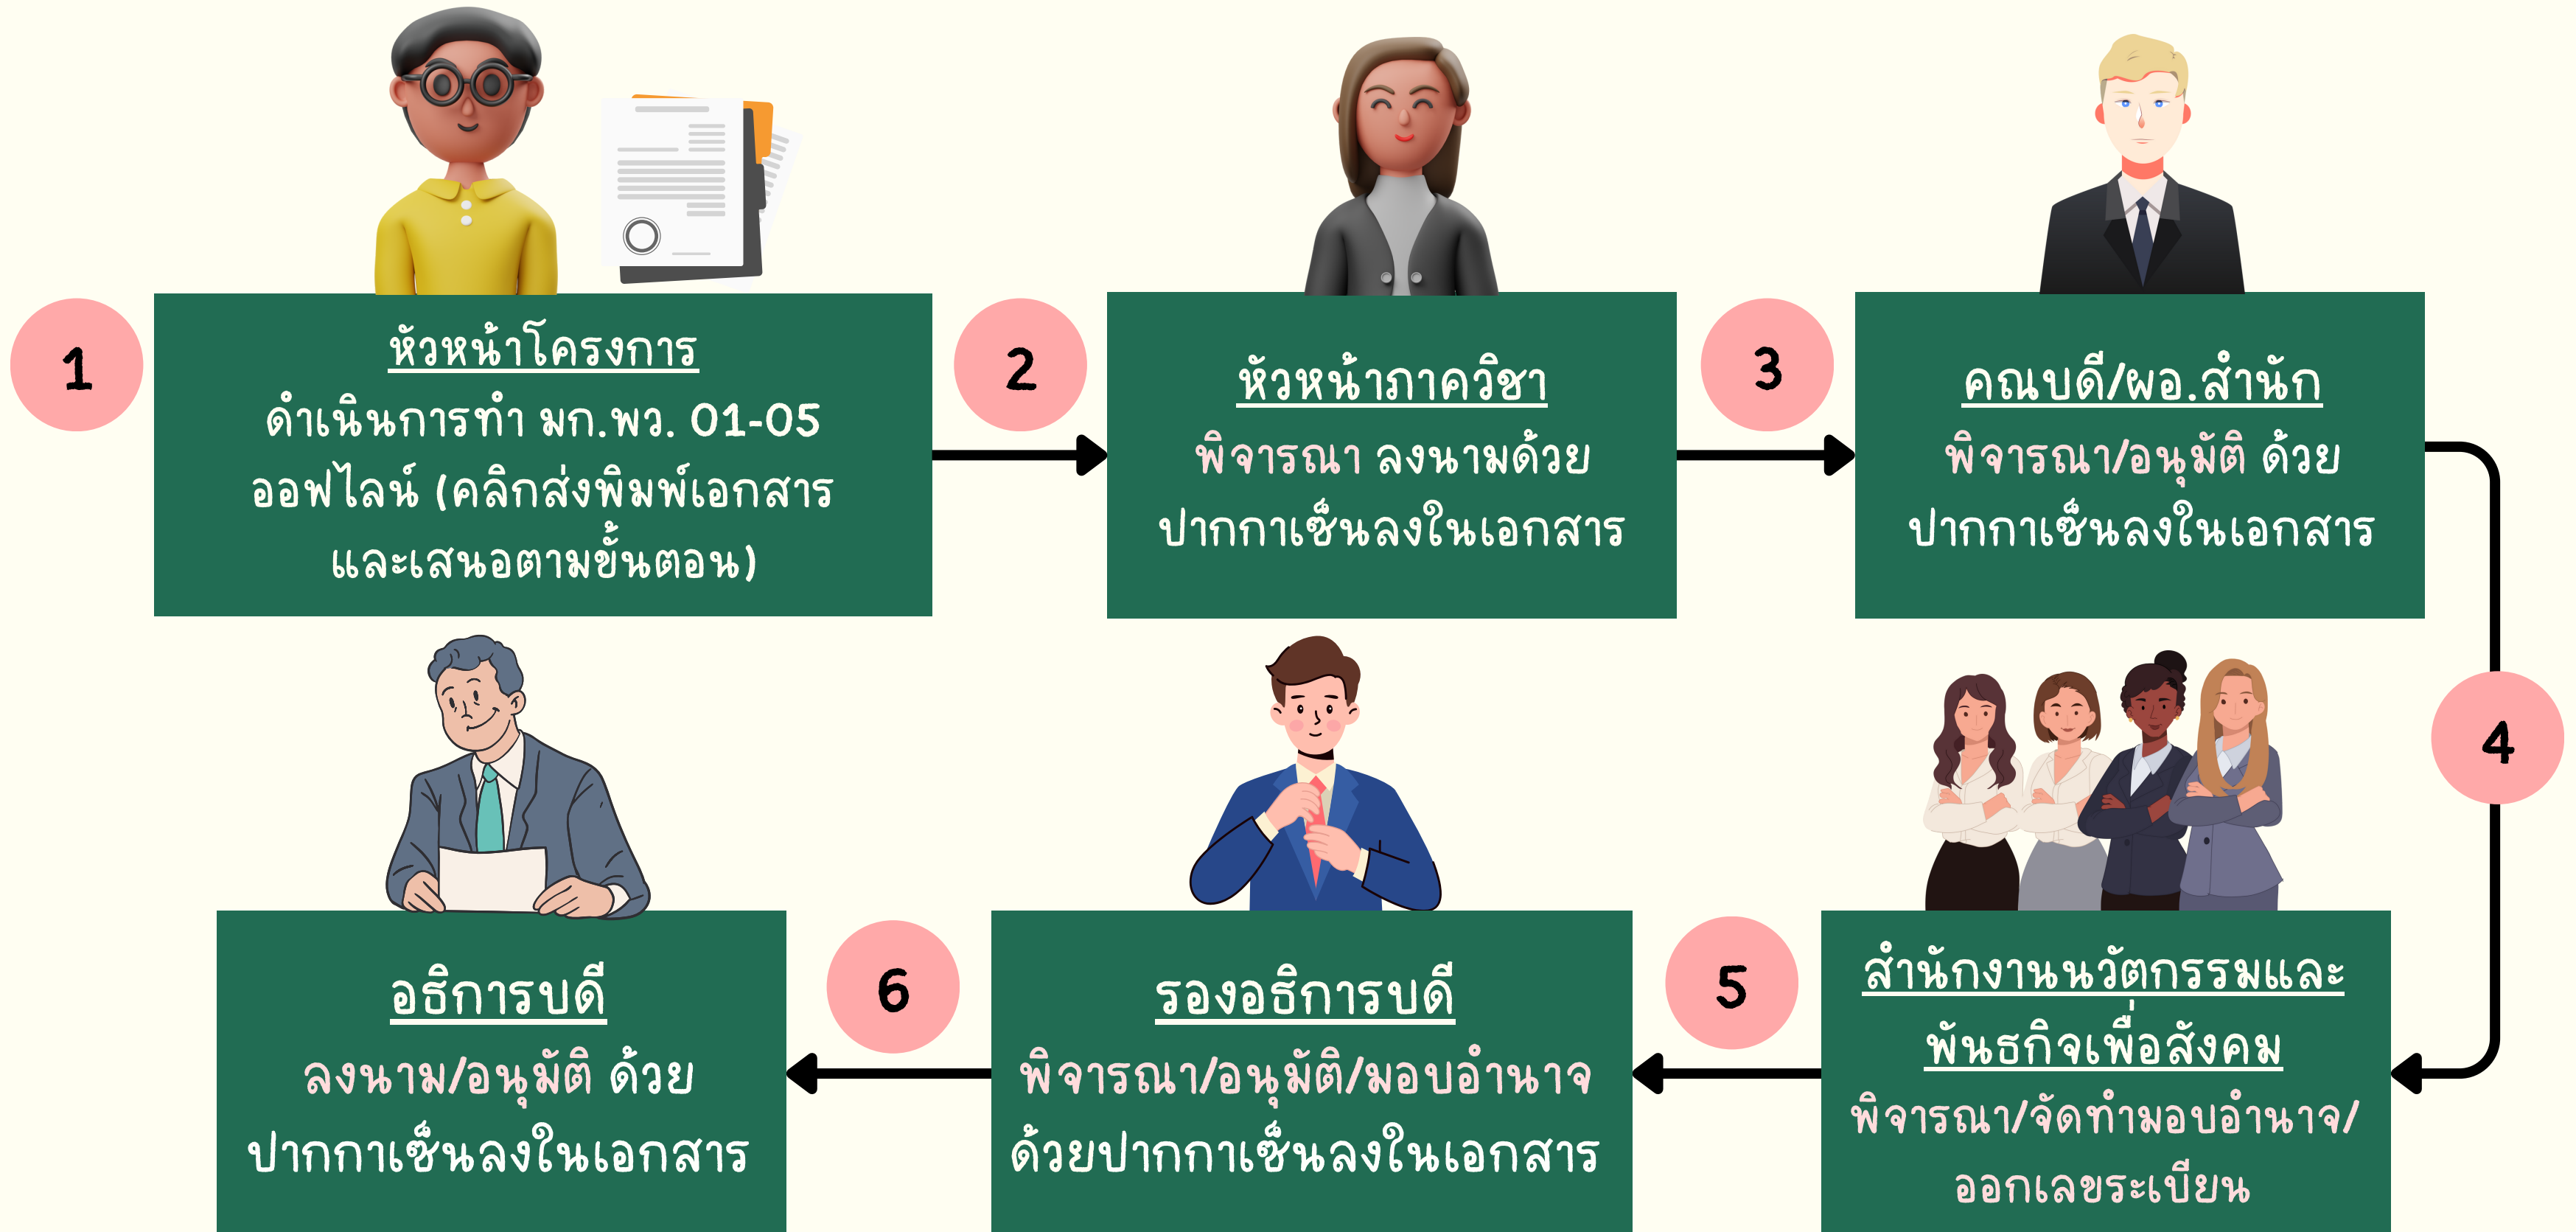 1
หัวหน้าโครงการ
ดำเนินการทำ มก.พว. 01-05
ออฟไลน์ (คลิกส่งพิมพ์เอกสาร
และเสนอตามขั้นตอน)
2
หัวหน้าภาควิชา
พิจารณา ลงนามด้วย
ปากกาเซ็นลงในเอกสาร
3
คณบดี/ผอ.สำนัก
พิจารณา/อนุมัติ ด้วย
ปากกาเซ็นลงในเอกสาร
4
สำนักงานนวัตกรรมและ
พันธกิจเพื่อสังคม
พิจารณา/จัดทำมอบอำนาจ/
ออกเลขระเบียน
5
รองอธิการบดี
พิจารณา/อนุมัติ/มอบอำนาจ
ด้วยปากกาเซ็นลงในเอกสาร
6
อธิการบดี
ลงนาม/อนุมัติ ด้วย
ปากกาเซ็นลงในเอกสาร